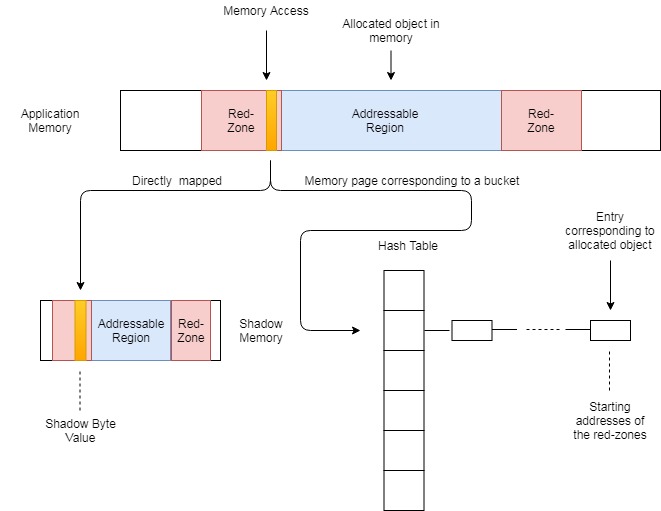 Memory Access
Allocated object in
memory
Application
Memory
Red-
Zone
Addressable
Region
Red-
Zone
Directly mapped
Memory page corresponding to a bucket
Entry
corresponding to
allocated object
Hash Table
Addressable
Region
Red-
Zone
Shadow
Memory
Shadow Byte
Value
Starting
addresses of
the red-zones